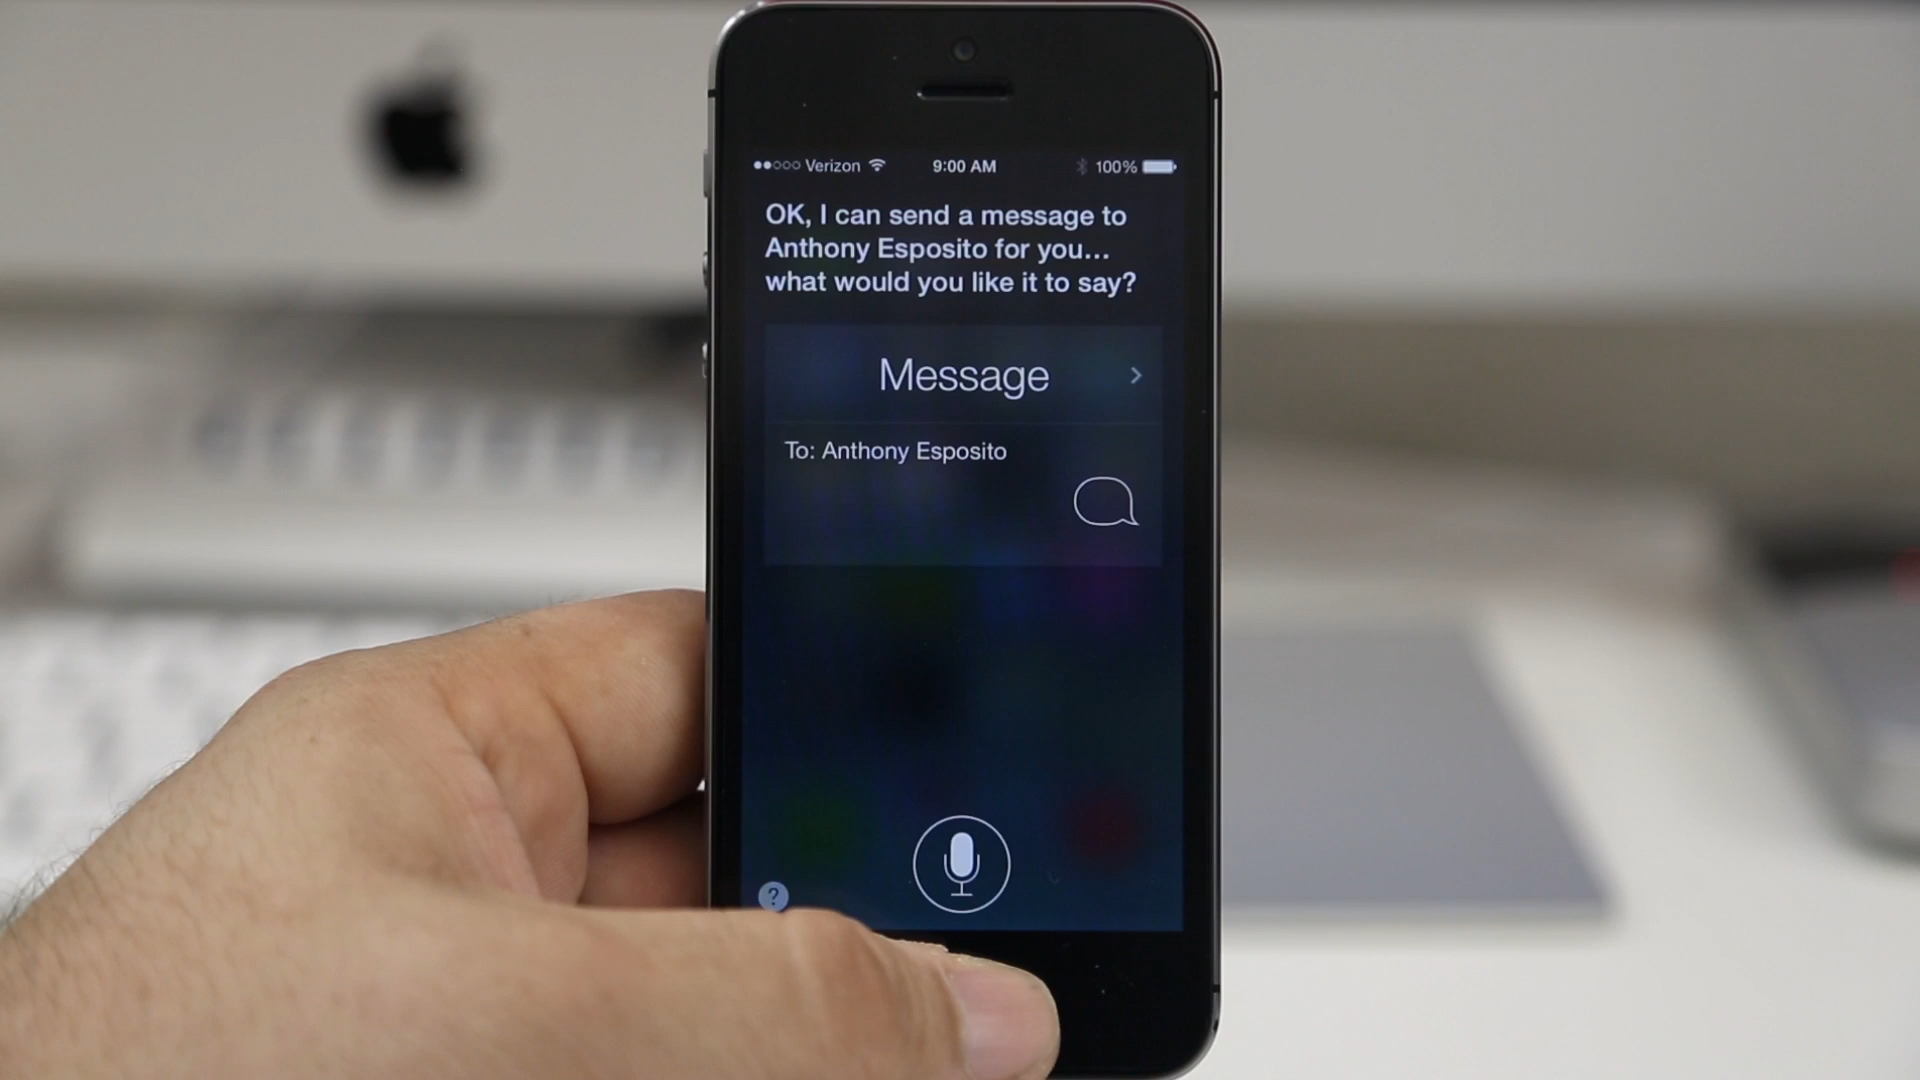 Verizon 9:00 AM 100%
OK, I can send a message to
Anthony Esposito for you...
what would you like it to say?
Message
To: Anthony Esposito
?